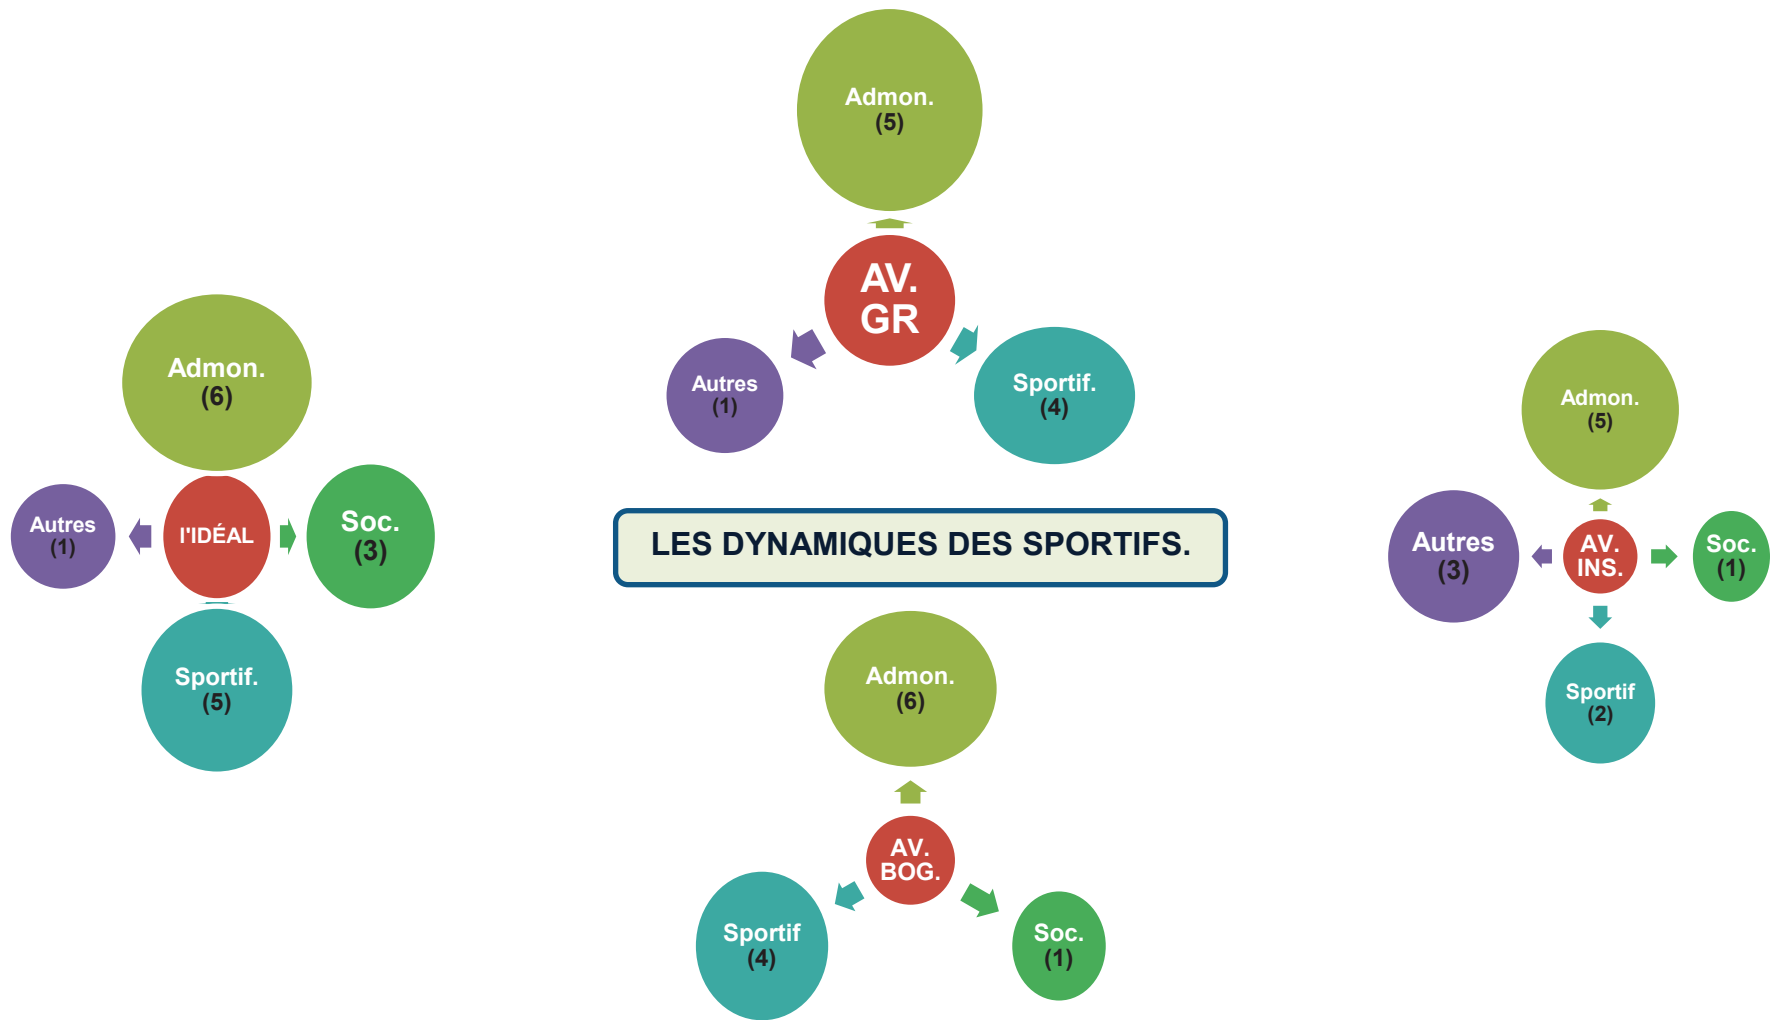 Admon.
(5)
AV.
GR
Autres
(1)
Sportif.
(4)
Admon.
(6)
Autres
(1)
l'IDÉAL
Soc.
(3)
Sportif.
(5)
LES DYNAMIQUES DES SPORTIFS.
Admon.
(5)
Autres
(3)
AV.
INS.
Soc.
(1)
Sportif
(2)
Admon.
(6)
AV.
BOG.
Sportif
(4)
Soc.
(1)